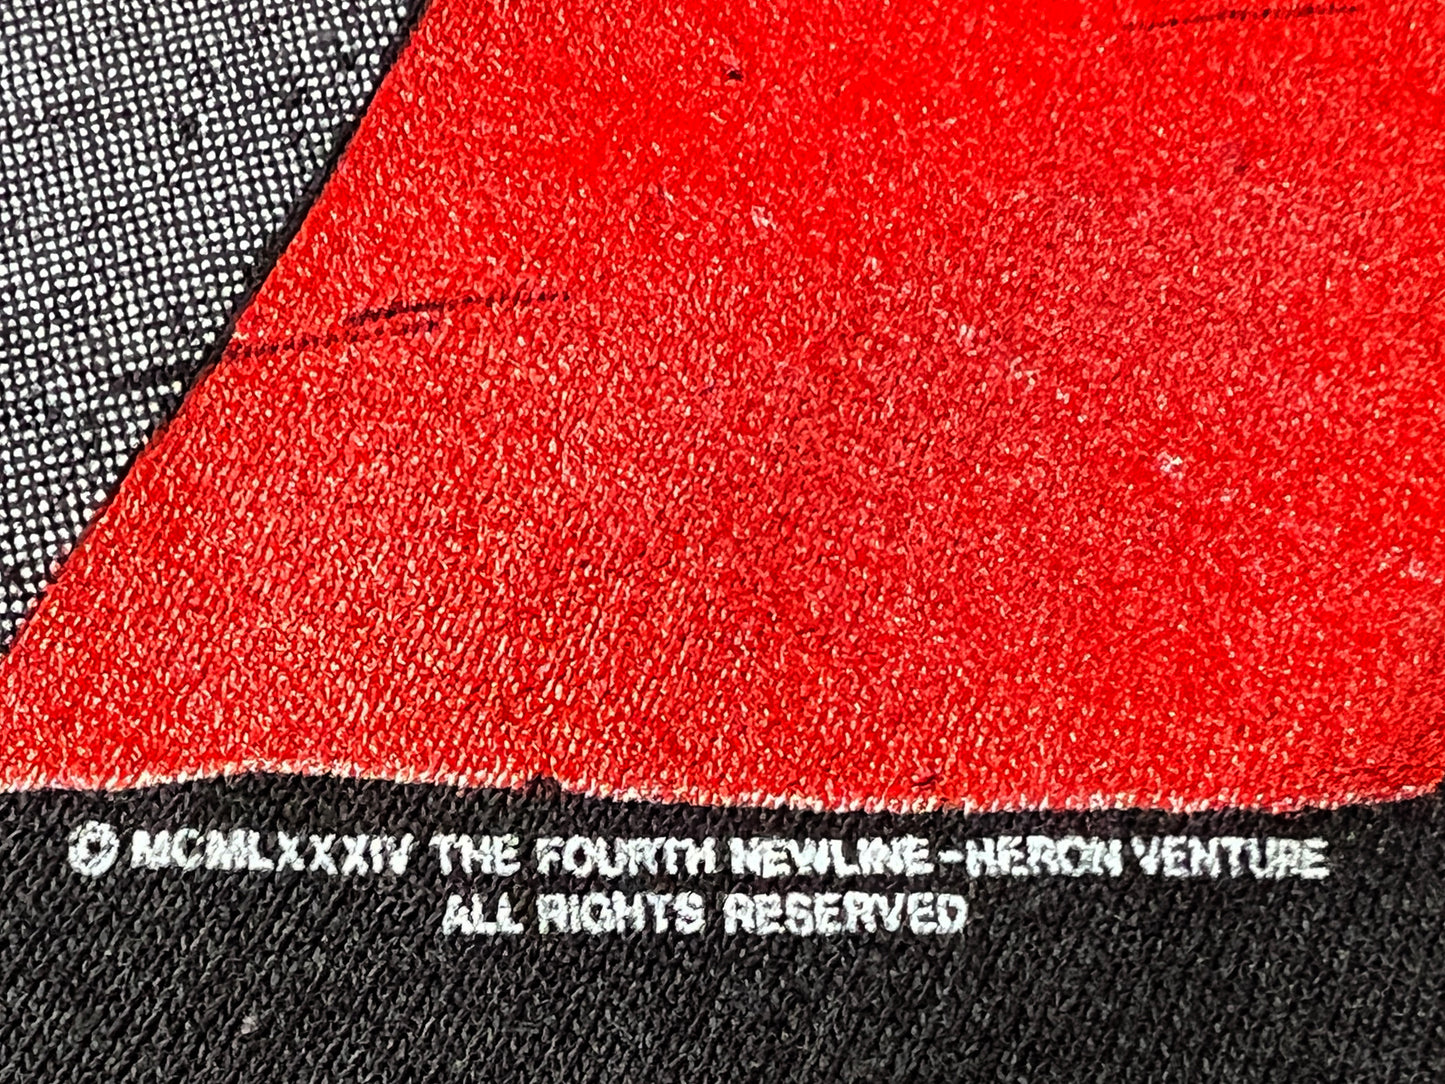 © MCMLXXXIV THE FOURTH NEWLINE-HERON VENTURE
ALL RIGHTS RESERVED